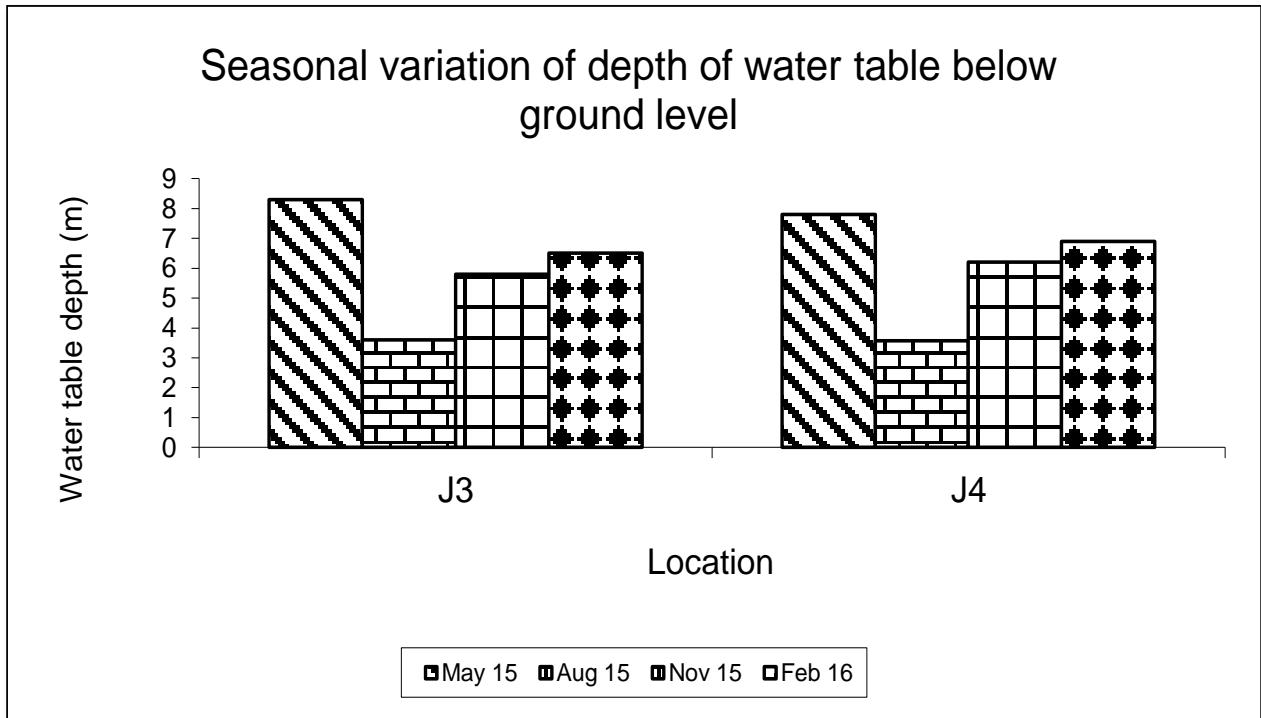 Seasonal variation of depth of water table below
ground level
Water table depth (m)
9
8
7
6
5
4
3
2
1
0
J3 J4
Location
May 15 Aug 15 Nov 15 Feb 16